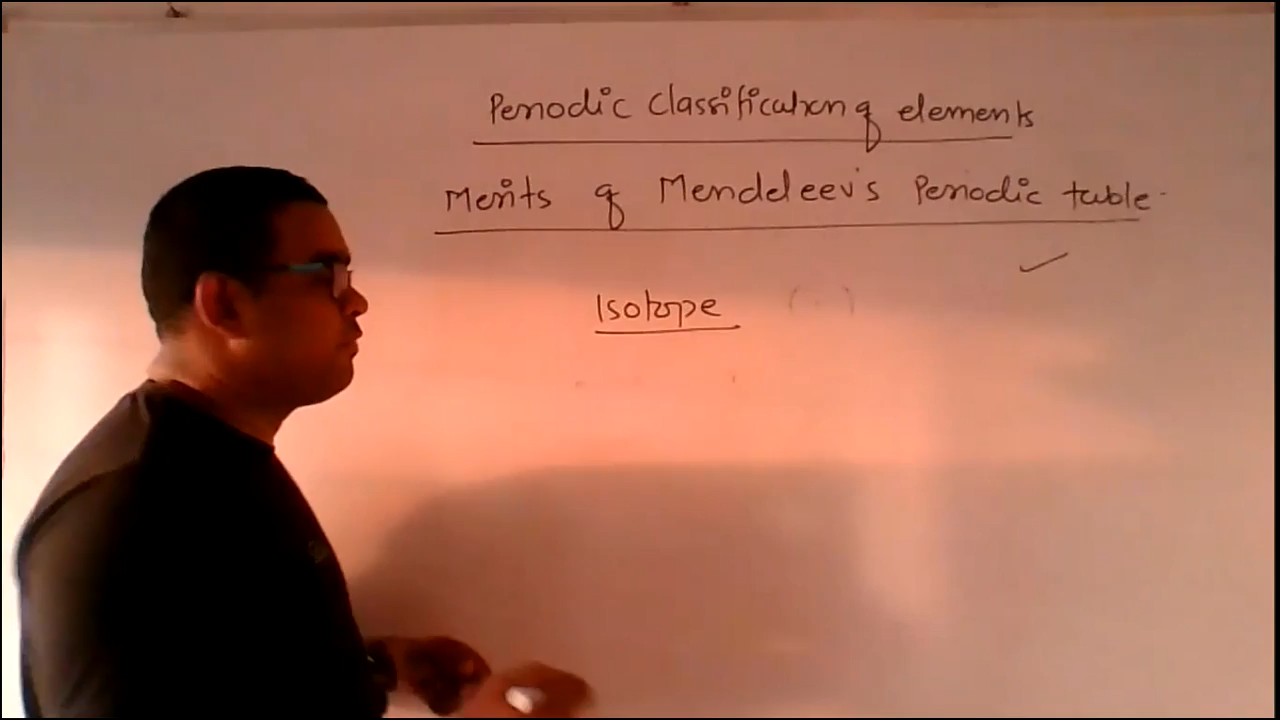 Periodic Classification of elements
Merits of Mendeleev's Periodic table
Isotope